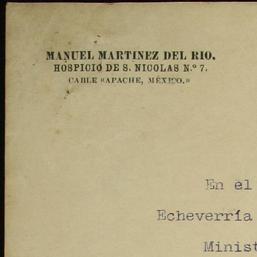 MANUEL MARTINEZ DEL RIO.
HOSPICIO DE S. NICOLAS N.º 7.
CABLE «APACHE, MÉXICO.»
En el
Echeverría
Minist